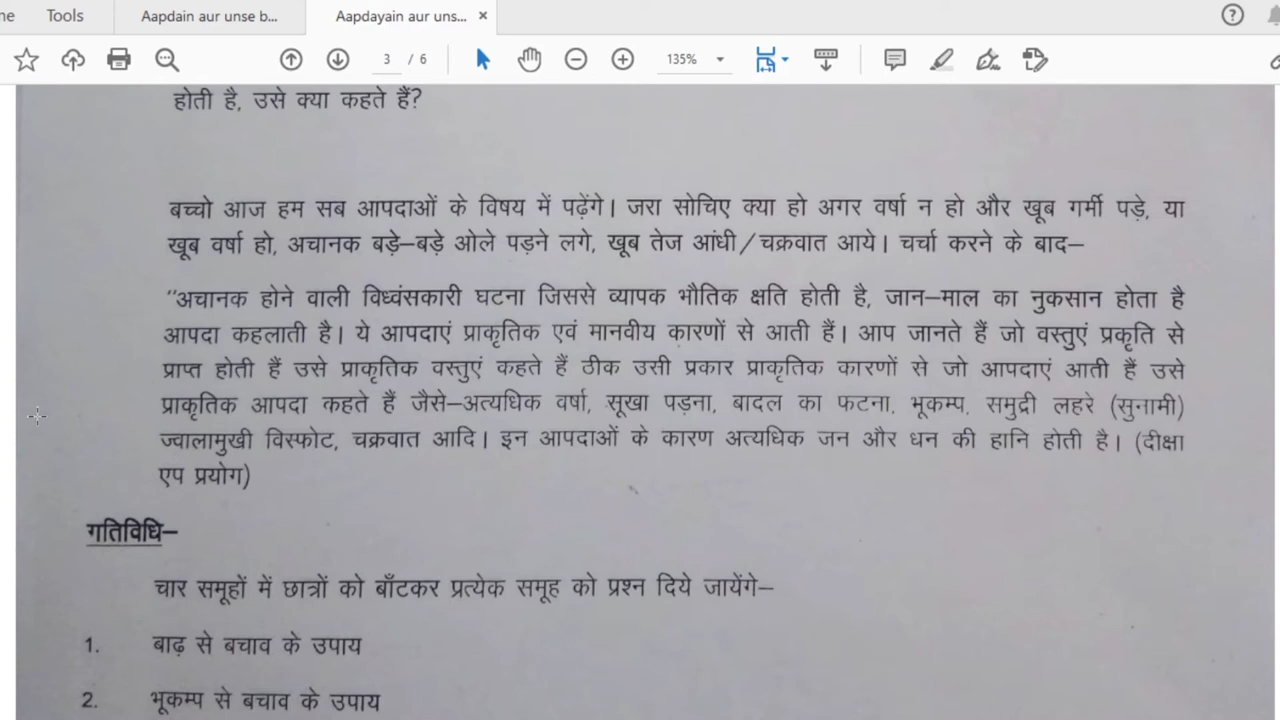 ne Tools Aapdain aur unse b... Aapdayain aur uns... ×
3 / 6 135%
होती है, उसे क्या कहते हैं?
बच्चो आज हम सब आपदाओं के विषय में पढ़ेंगे। जरा सोचिए क्या हो अगर वर्षा न हो और खूब गर्मी पड़े, या
खूब वर्षा हो, अचानक बड़े–बड़े ओले पड़ने लगे, खूब तेज आंधी/चक्रवात आये। चर्चा करने के बाद–
"अचानक होने वाली विध्वंसकारी घटना जिससे व्यापक भौतिक क्षति होती है, जान–माल का नुकसान होता है
आपदा कहलाती है। ये आपदाएं प्राकृतिक एवं मानवीय कारणों से आती हैं। आप जानते हैं जो वस्तुएं प्रकृति से
प्राप्त होती हैं उसे प्राकृतिक वस्तुएं कहते हैं ठीक उसी प्रकार प्राकृतिक कारणों से जो आपदाएं आती हैं उसे
प्राकृतिक आपदा कहते हैं जैसे–अत्यधिक वर्षा, सूखा पड़ना, बादल का फटना, भूकम्प, समुद्री लहरे (सुनामी)
ज्वालामुखी विस्फोट, चक्रवात आदि। इन आपदाओं के कारण अत्यधिक जन और धन की हानि होती है। (दीक्षा
एप प्रयोग)
गतिविधि–
चार समूहों में छात्रों को बाँटकर प्रत्येक समूह को प्रश्न दिये जायेंगे–
1. बाढ़ से बचाव के उपाय
2. भूकम्प से बचाव के उपाय